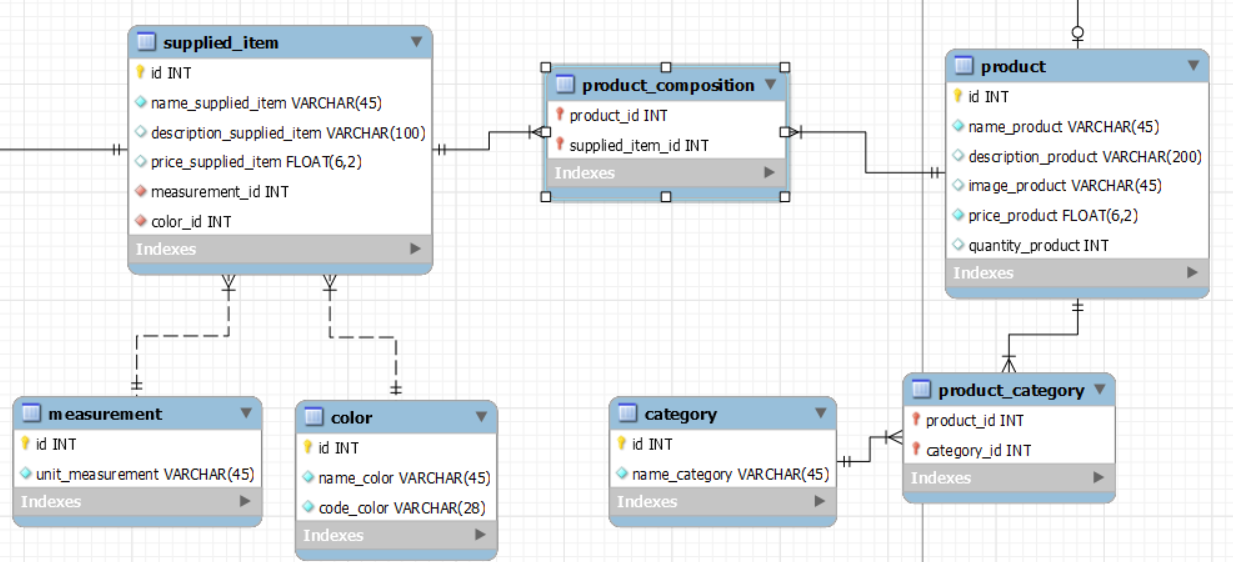 supplied_item
id INT
name_supplied_item VARCHAR(45)
description_supplied_item VARCHAR(100)
price_supplied_item FLOAT(6,2)
measurement_id INT
color_id INT
Indexes
product_composition
product_id INT
supplied_item_id INT
Indexes
product
id INT
name_product VARCHAR(45)
description_product VARCHAR(200)
image_product VARCHAR(45)
price_product FLOAT(6,2)
quantity_product INT
Indexes
measurement
id INT
unit_measurement VARCHAR(45)
Indexes
color
id INT
name_color VARCHAR(45)
code_color VARCHAR(28)
Indexes
category
id INT
name_category VARCHAR(45)
Indexes
product_category
product_id INT
category_id INT
Indexes